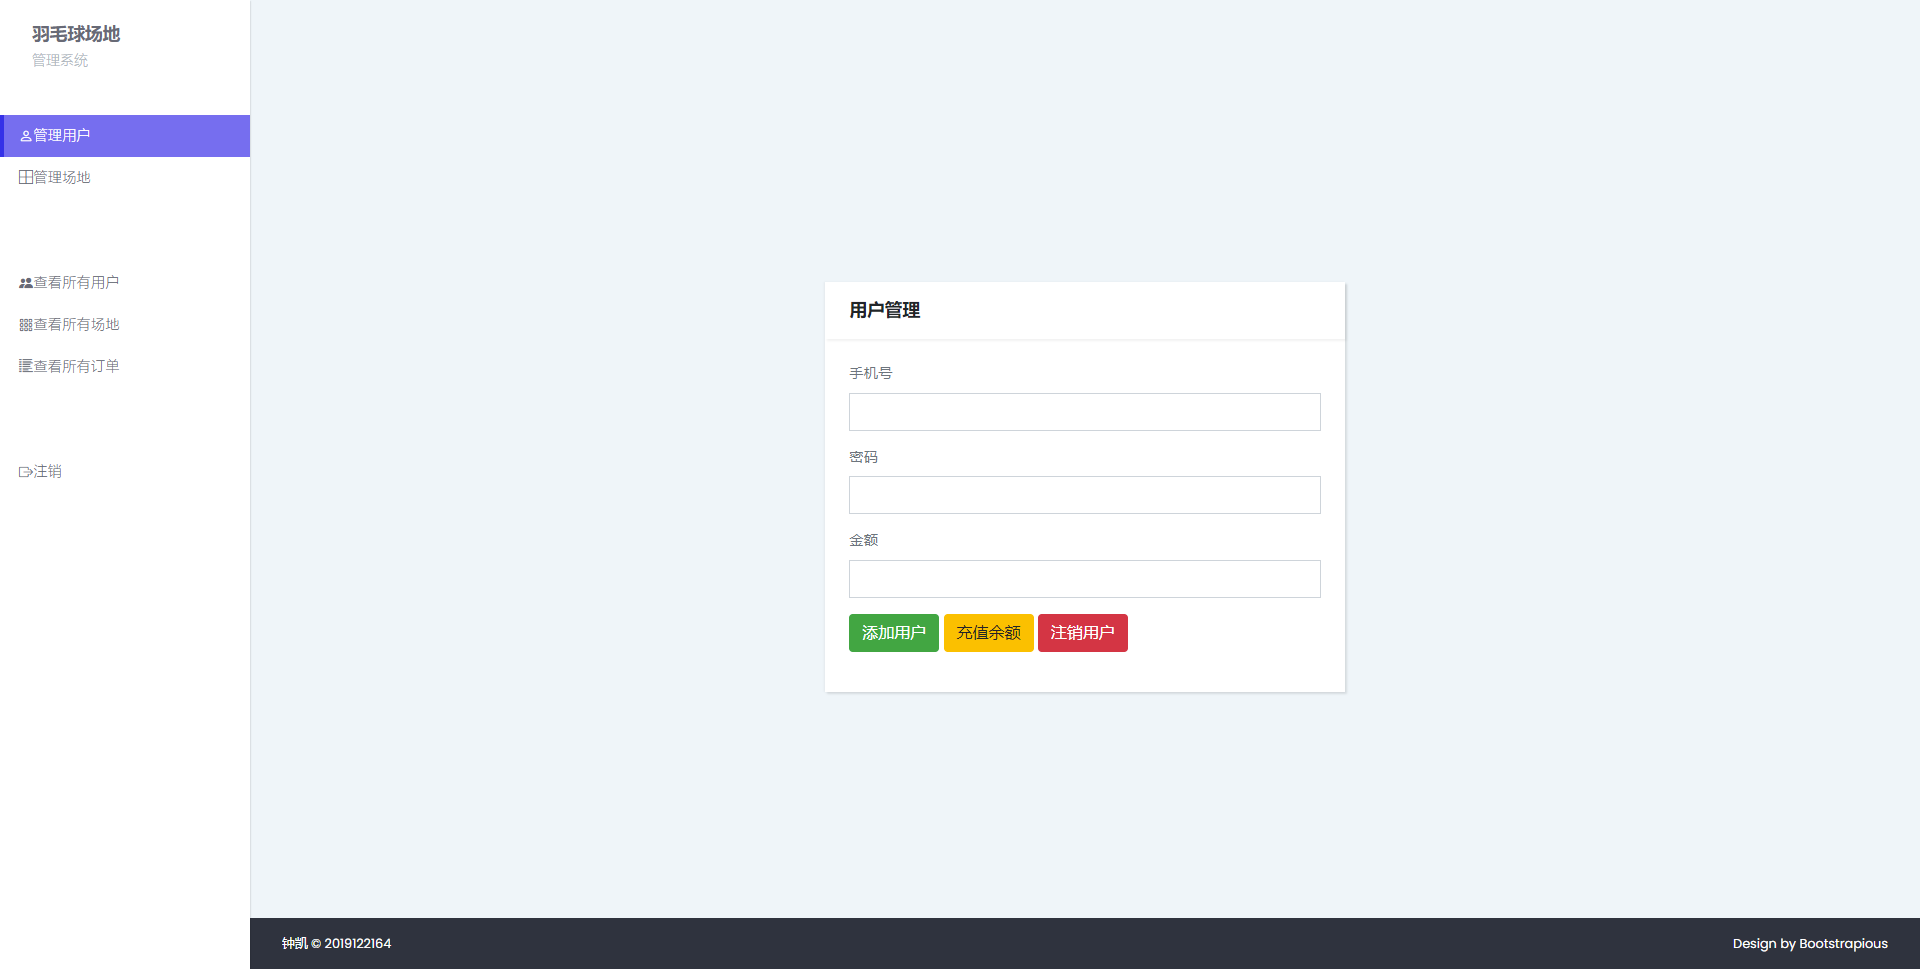 羽毛球场地
管理系统
管理用户
管理场地
查看所有用户
查看所有场地
查看所有订单
注销
用户管理
手机号
密码
金额
添加用户 充值余额 注销用户
钟凯 © 2019122164
Design by Bootstrapious